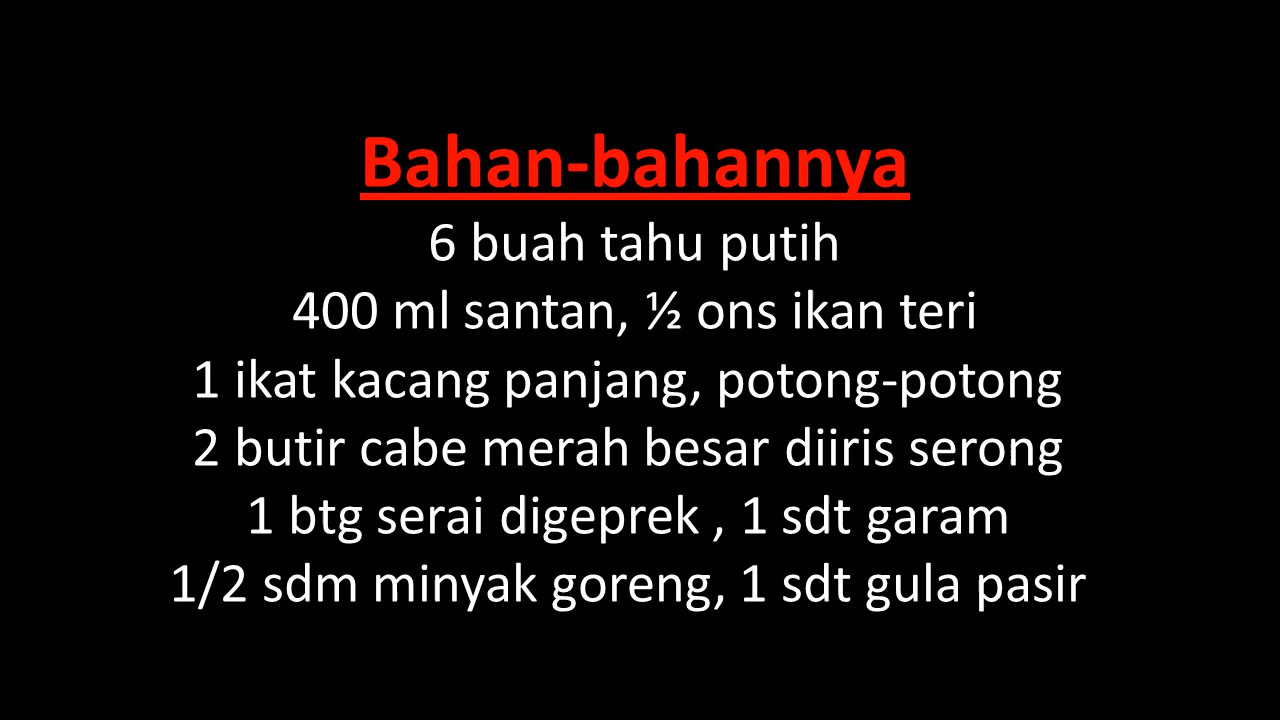 Bahan-bahannya
6 buah tahu putih
400 ml santan, ½ ons ikan teri
1 ikat kacang panjang, potong-potong
2 butir cabe merah besar diiris serong
1 btg serai digeprek , 1 sdt garam
1/2 sdm minyak goreng, 1 sdt gula pasir